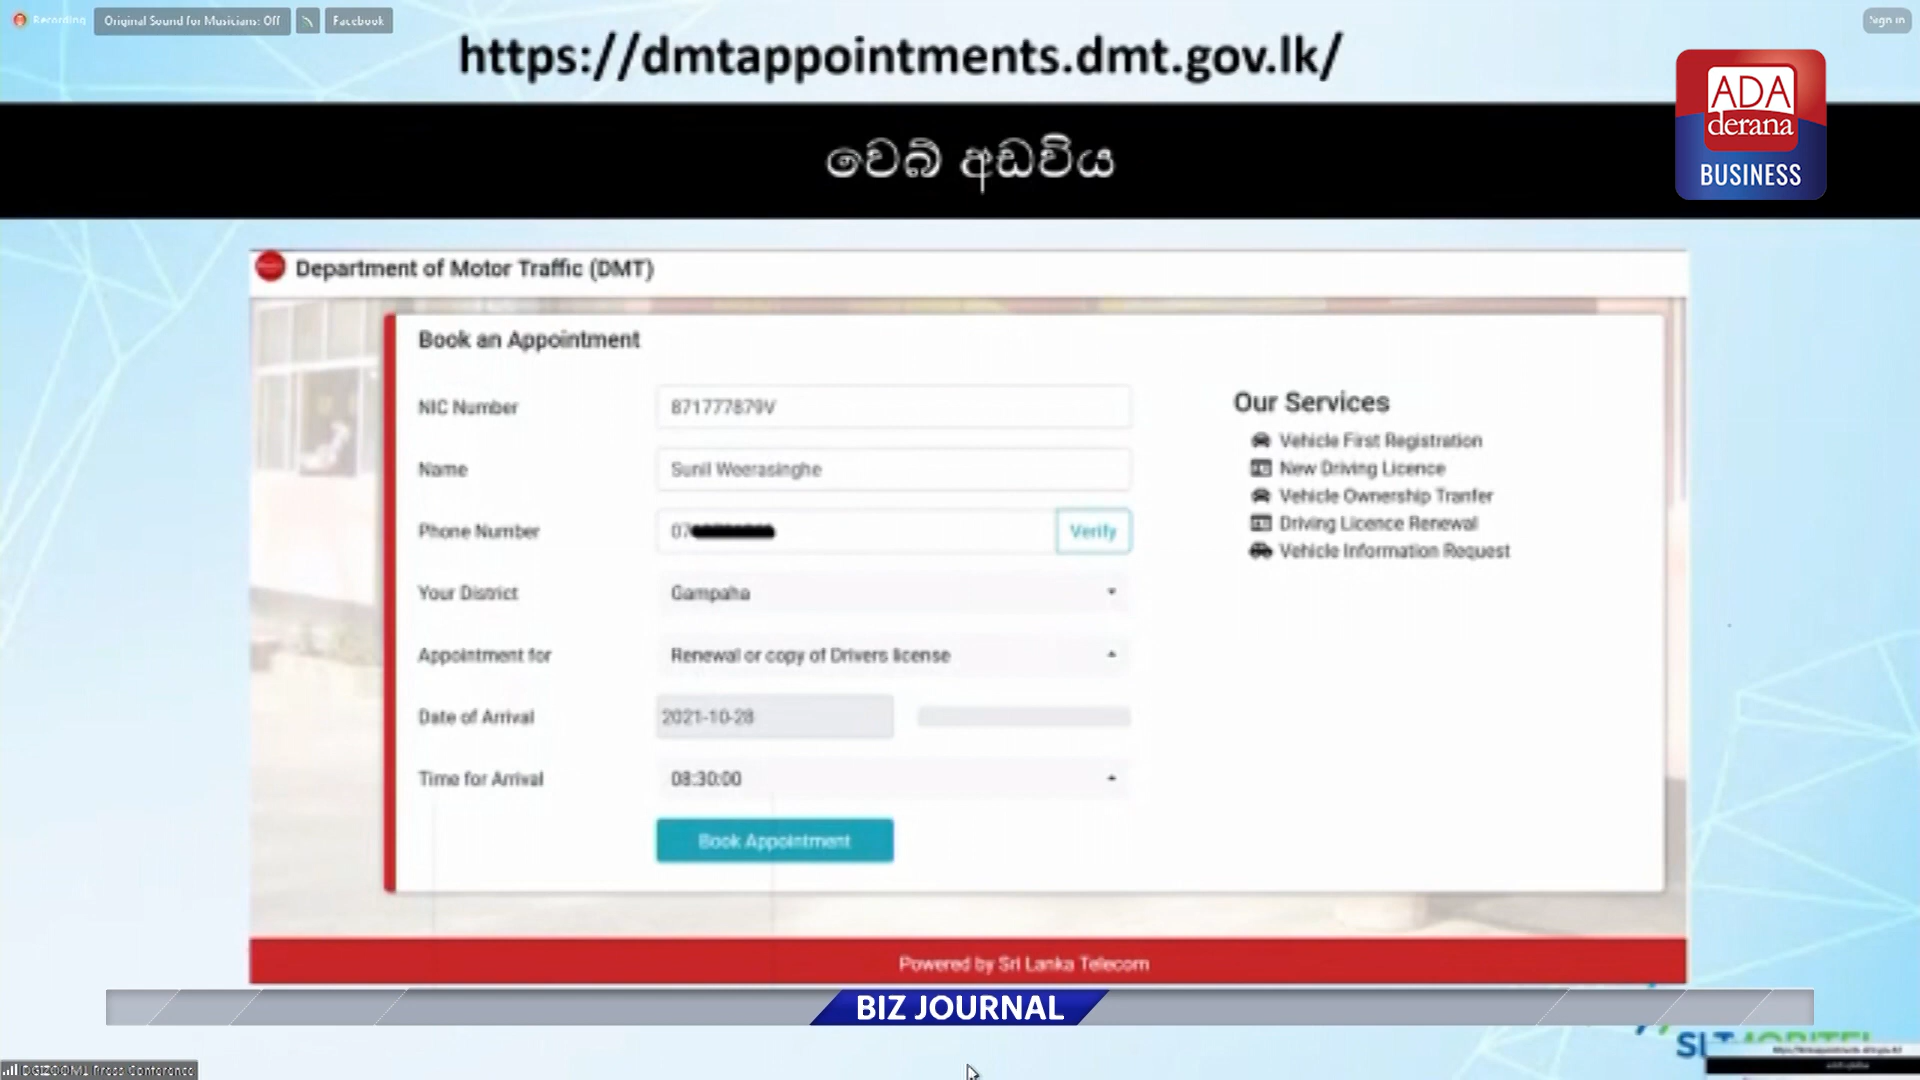 Recording
Original Sound for Musicians: Off
Facebook
Sign in
https://dmtappointments.dmt.gov.lk/
ADA
derana
BUSINESS
වෙබ් අඩවිය
Department of Motor Traffic (DMT)
Book an Appointment
NIC Number 871777879V
Name Sunil Weerasinghe
Phone Number 07 Verify
Your District Gampaha
Appointment for Renewal or copy of Drivers license
Date of Arrival 2021-10-28
Time for Arrival 08:30:00
Book Appointment
Our Services
Vehicle First Registration
New Driving Licence
Vehicle Ownership Tranfer
Driving Licence Renewal
Vehicle Information Request
Powered by Sri Lanka Telecom
BIZ JOURNAL
SLTMOBITEL
DGIZOOM1 Press Conference